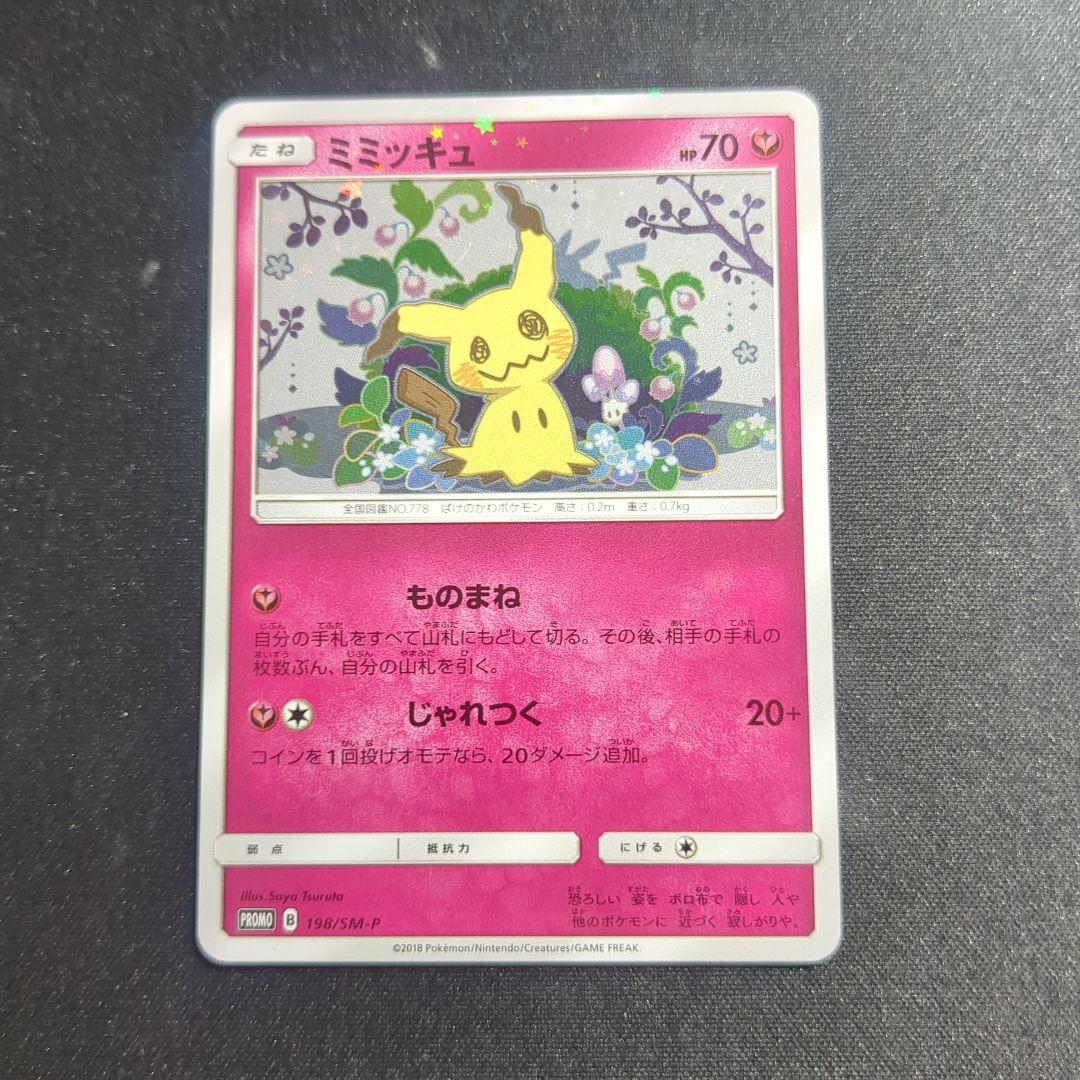 たね ミミッキュ HP70
全国図鑑NO.778 ばけのかわポケモン 高さ:0.2m 重さ:0.7kg
ものまね
自分の手札をすべて山札にもどして切る。その後、相手の手札の
枚数ぶん、自分の山札を引く。
じゃれつく 20+
コインを1回投げオモテなら、20ダメージ追加。
弱点 抵抗力 にげる
Illus.Saya Tsuruta
恐ろしい 姿を ボロ布で 隠し 人や
他のポケモンに 近づく 寂しがりや。
PROMO B 198/SM-P
©2018 Pokémon/Nintendo/Creatures/GAME FREAK.